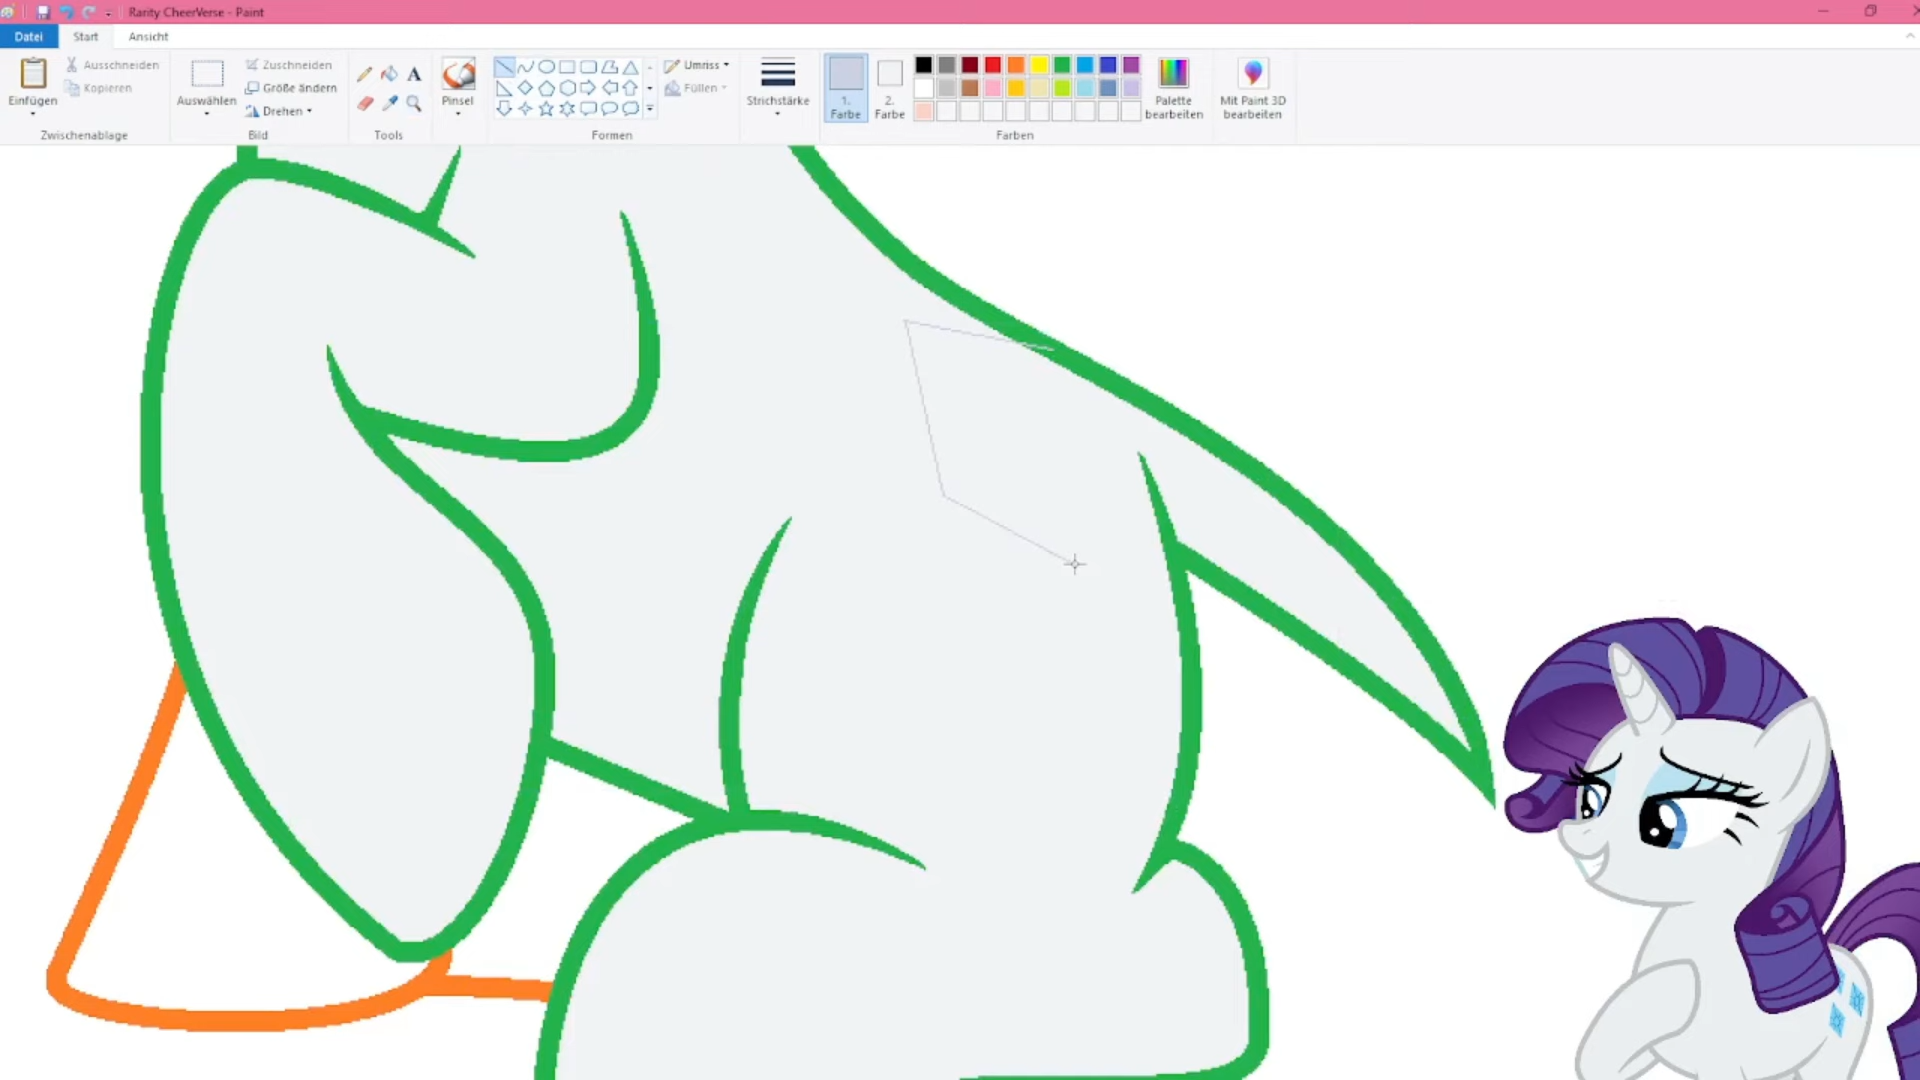 Rarity CheerVerse - Paint
Datei Start Ansicht
Einfügen
Ausschneiden
Kopieren
Zwischenablage
Auswählen
Zuschneiden
Größe ändern
Drehen
Bild
A
Tools
Pinsel
Umriss
Füllen
Formen
Strichstärke
1.
Farbe
2.
Farbe
Palette
bearbeiten
Farben
Mit Paint 3D
bearbeiten